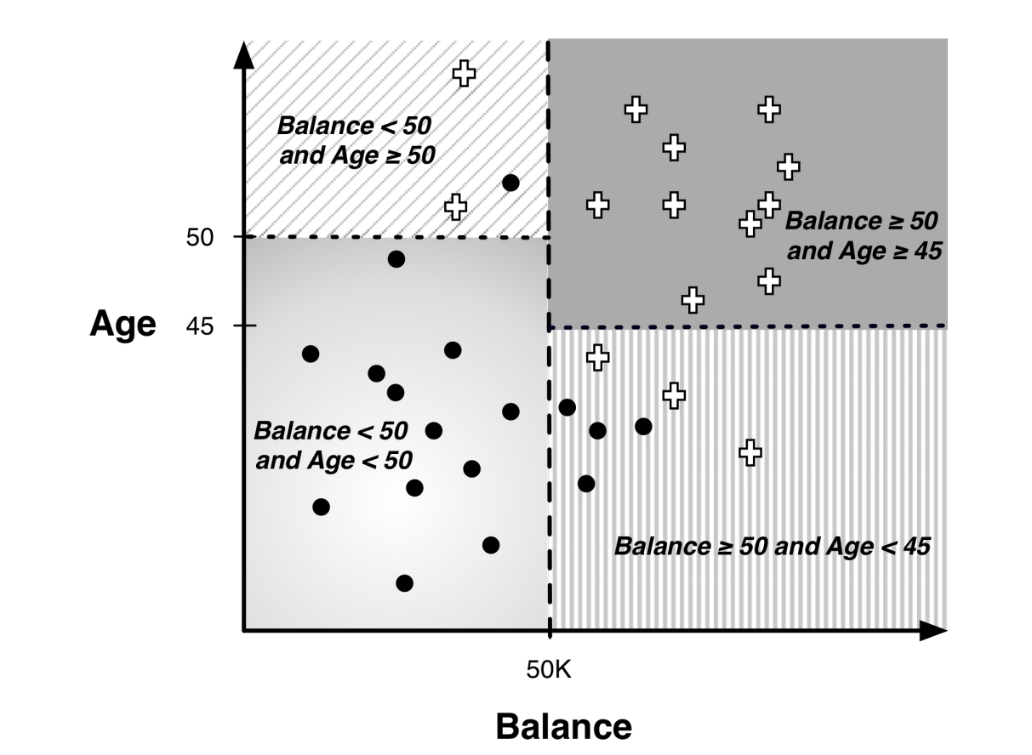 Balance < 50
and Age ≥ 50
Balance ≥ 50
and Age ≥ 45
50
Age
45
Balance < 50
and Age < 50
Balance ≥ 50 and Age < 45
50K
Balance